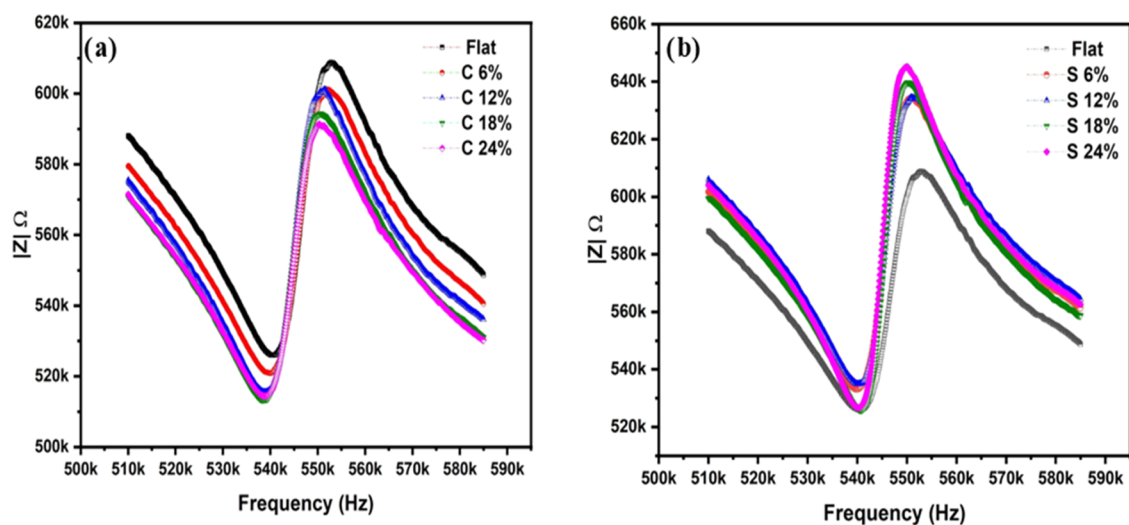 (a)
Flat
C 6%
C 12%
C 18%
C 24%
620k
600k
580k
560k
540k
520k
500k
|Z| Ω
500k 510k 520k 530k 540k 550k 560k 570k 580k 590k
Frequency (Hz)
(b)
Flat
S 6%
S 12%
S 18%
S 24%
660k
640k
620k
600k
580k
560k
540k
520k
|Z| Ω
500k 510k 520k 530k 540k 550k 560k 570k 580k 590k
Frequency (Hz)